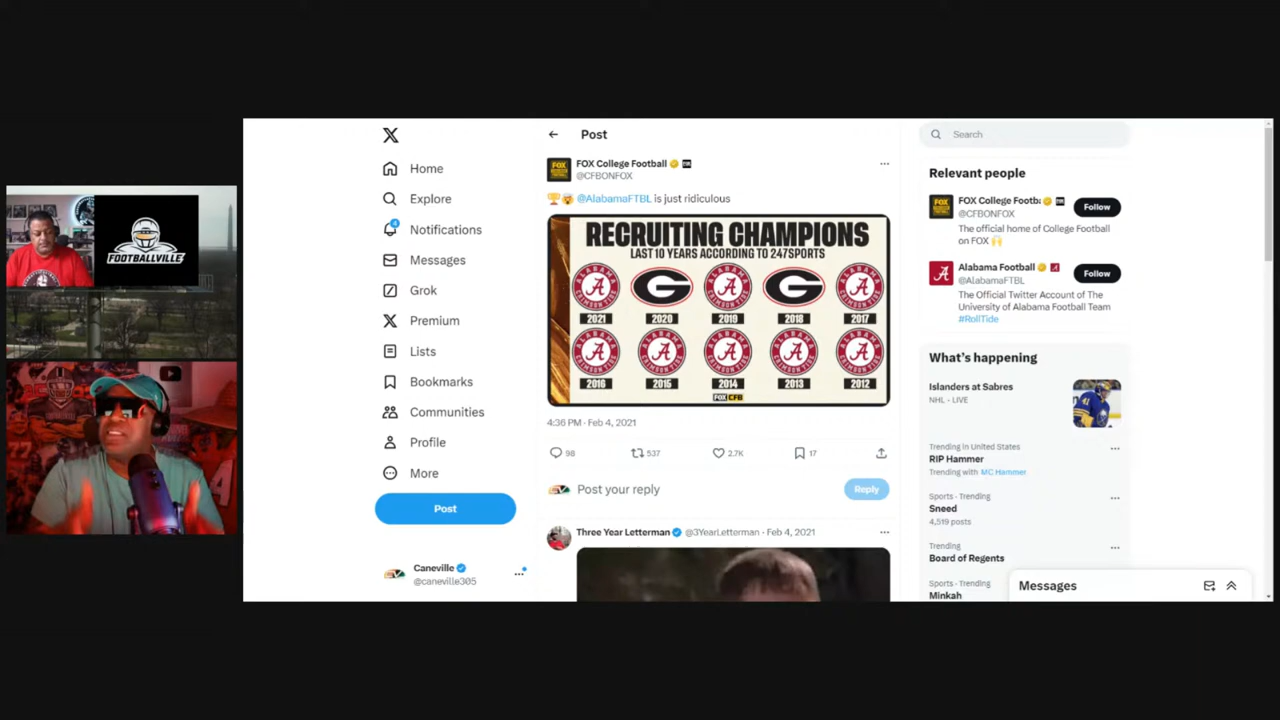 FOOTBALLVILLE
Home
Explore
4
Notifications
Messages
Grok
Premium
Lists
Bookmarks
Communities
Profile
More
Post
Caneville
@caneville305
Post
FOX College Football
@CFBONFOX
@AlabamaFTBL is just ridiculous
RECRUITING CHAMPIONS
LAST 10 YEARS ACCORDING TO 247SPORTS
2021 2020 2019 2018 2017
2016 2015 2014 2013 2012
FOX CFB
4:36 PM · Feb 4, 2021
98 537 2.7K 17
Post your reply
Reply
Three Year Letterman @3YearLetterman · Feb 4, 2021
Search
Relevant people
FOX College Footb
@CFBONFOX
Follow
The official home of College Football
on FOX
Alabama Football
@AlabamaFTBL
Follow
The Official Twitter Account of The
University of Alabama Football Team
#RollTide
What's happening
Islanders at Sabres
NHL - LIVE
Trending in United States
RIP Hammer
Trending with MC Hammer
Sports · Trending
Sneed
4,519 posts
Trending
Board of Regents
Sports · Trending
Minkah
Messages